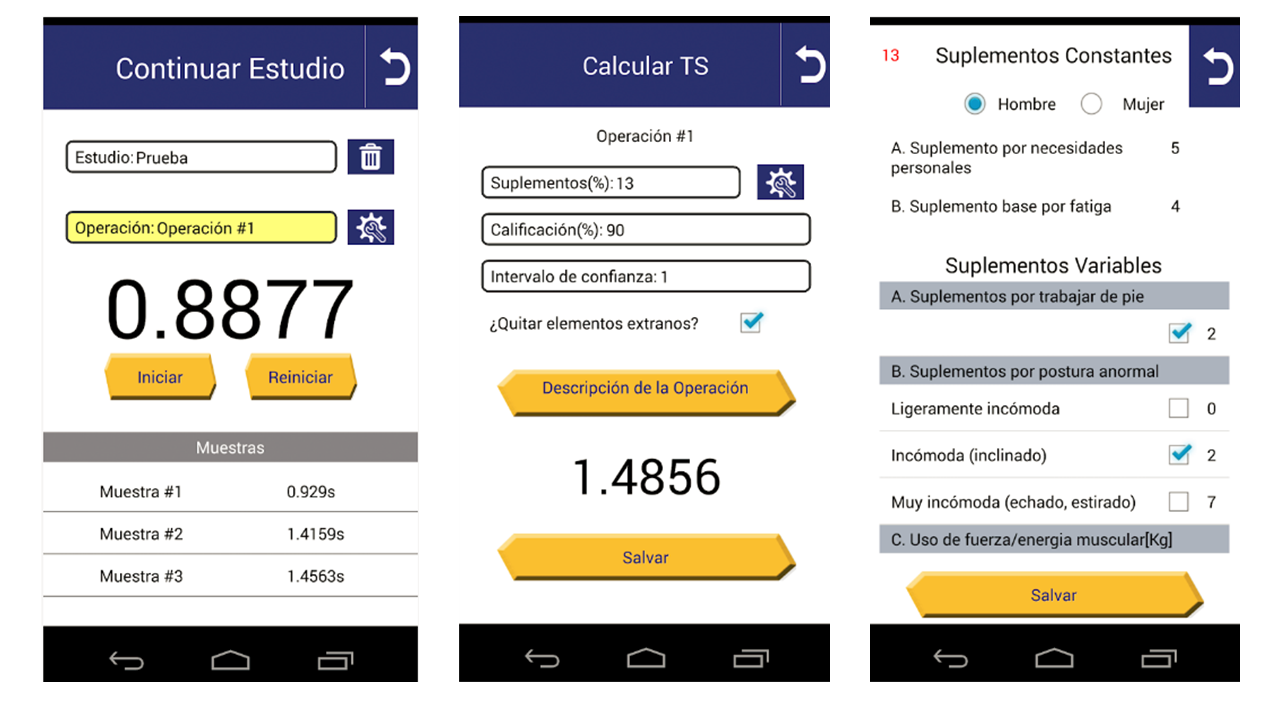 Continuar Estudio
Estudio: Prueba
Operación: Operación #1
0.8877
Iniciar
Reiniciar
Muestras
Muestra #1 0.929s
Muestra #2 1.4159s
Muestra #3 1.4563s
Calcular TS
Operación #1
Suplementos(%): 13
Calificación(%): 90
Intervalo de confianza: 1
¿Quitar elementos extranos?
Descripción de la Operación
1.4856
Salvar
13 Suplementos Constantes
Hombre Mujer
A. Suplemento por necesidades 5
personales
B. Suplemento base por fatiga 4
Suplementos Variables
A. Suplementos por trabajar de pie
2
B. Suplementos por postura anormal
Ligeramente incómoda 0
Incómoda (inclinado) 2
Muy incómoda (echado, estirado) 7
C. Uso de fuerza/energia muscular[Kg]
Salvar